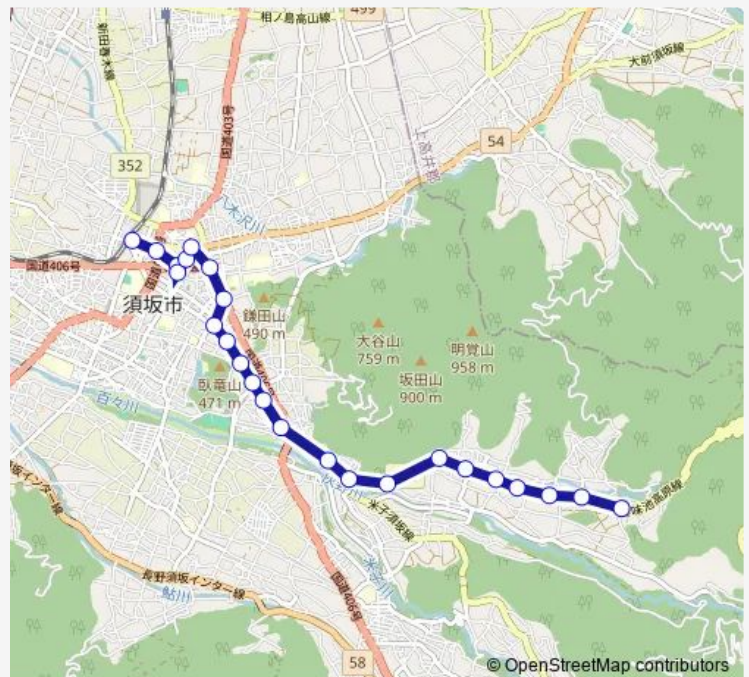 相ノ島高山線
499
大前須坂線
新田春木線
国道403号
上高井郡
54
352
八木沢川
国道406号
須坂市
鎌田山
490 m
大谷山
759 m
明覚山
958 m
坂田山
900 m
臥竜山
471 m
百々川
米子須坂線
坂インター線
長野須坂インター線
鮎川
米子川
国道406号
58
© OpenStreetMap contributors